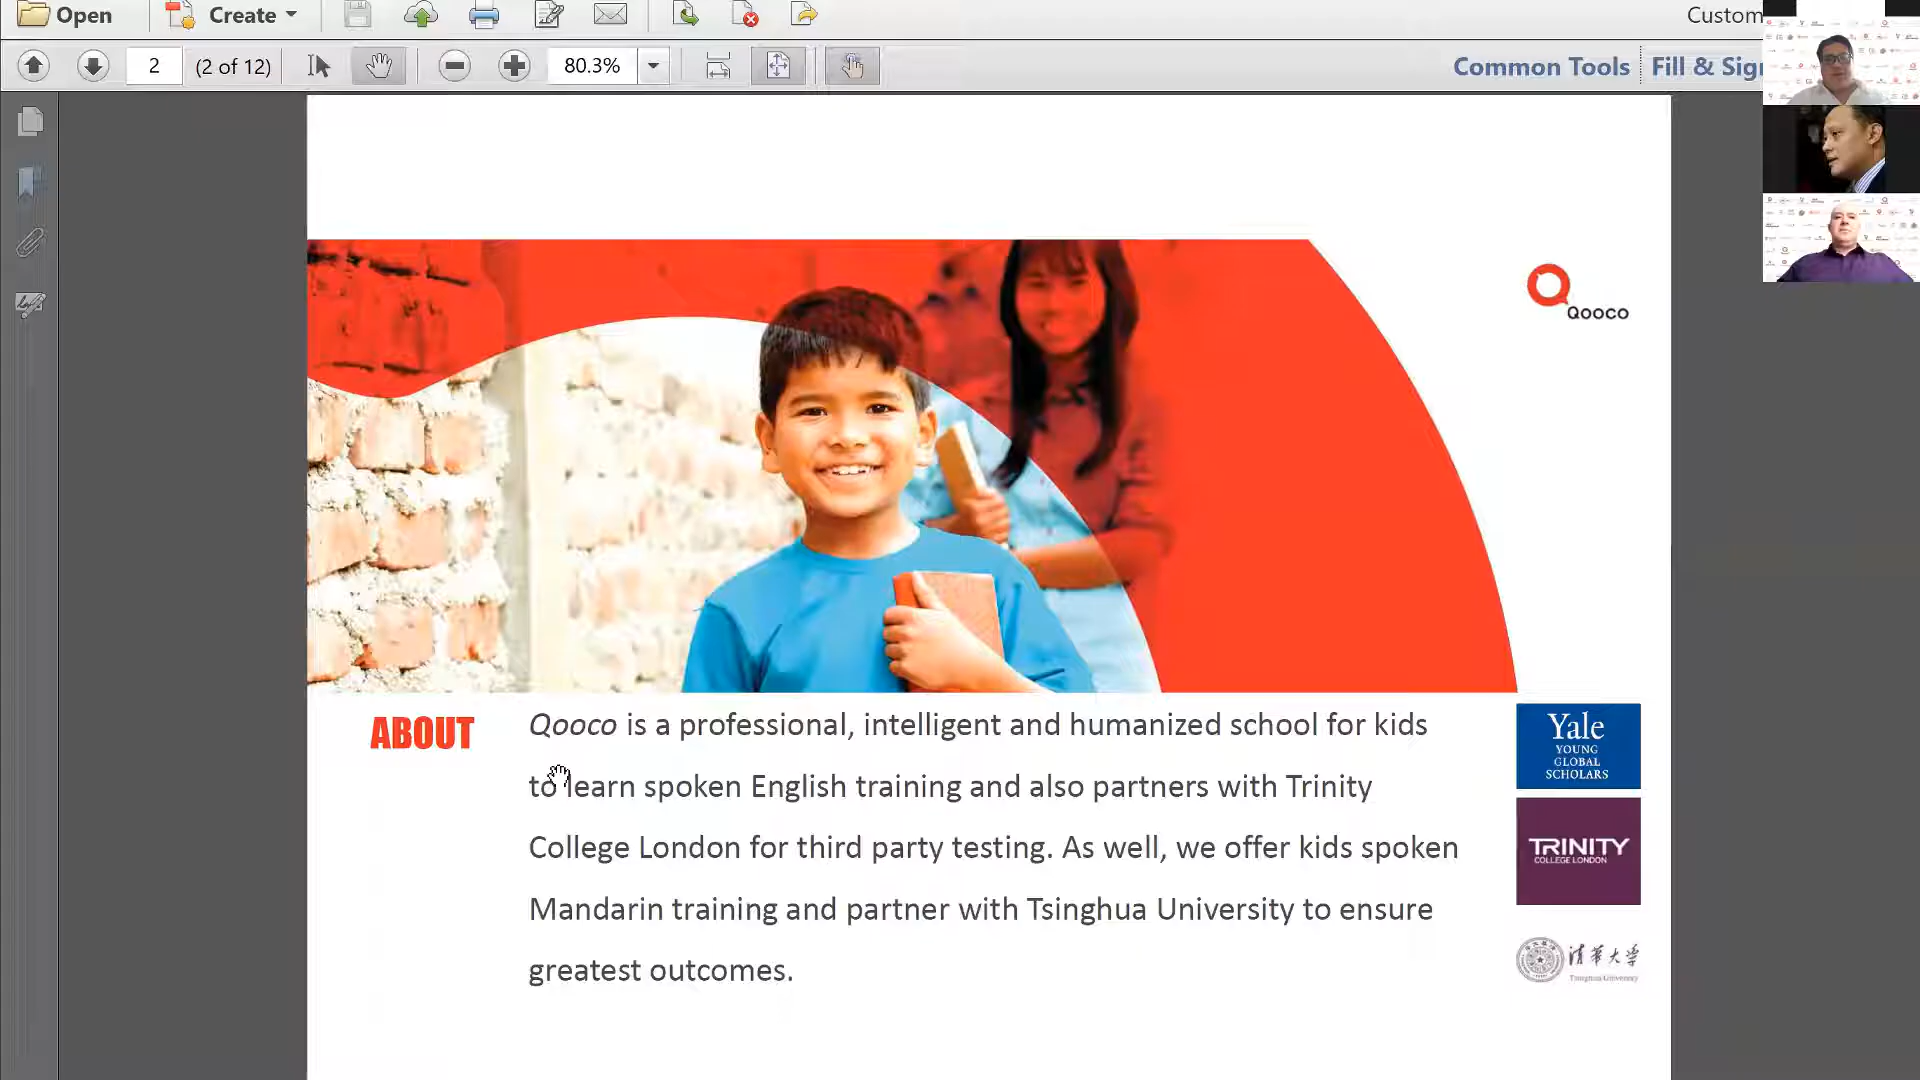 Open
Create
Custom
2
(2 of 12)
80.3%
Common Tools
Fill & Sig
Qooco
ABOUT
Qooco is a professional, intelligent and humanized school for kids
to learn spoken English training and also partners with Trinity
College London for third party testing. As well, we offer kids spoken
Mandarin training and partner with Tsinghua University to ensure
greatest outcomes.
Yale
YOUNG
GLOBAL
SCHOLARS
TRINITY
COLLEGE LONDON
清华大学
Tsinghua University